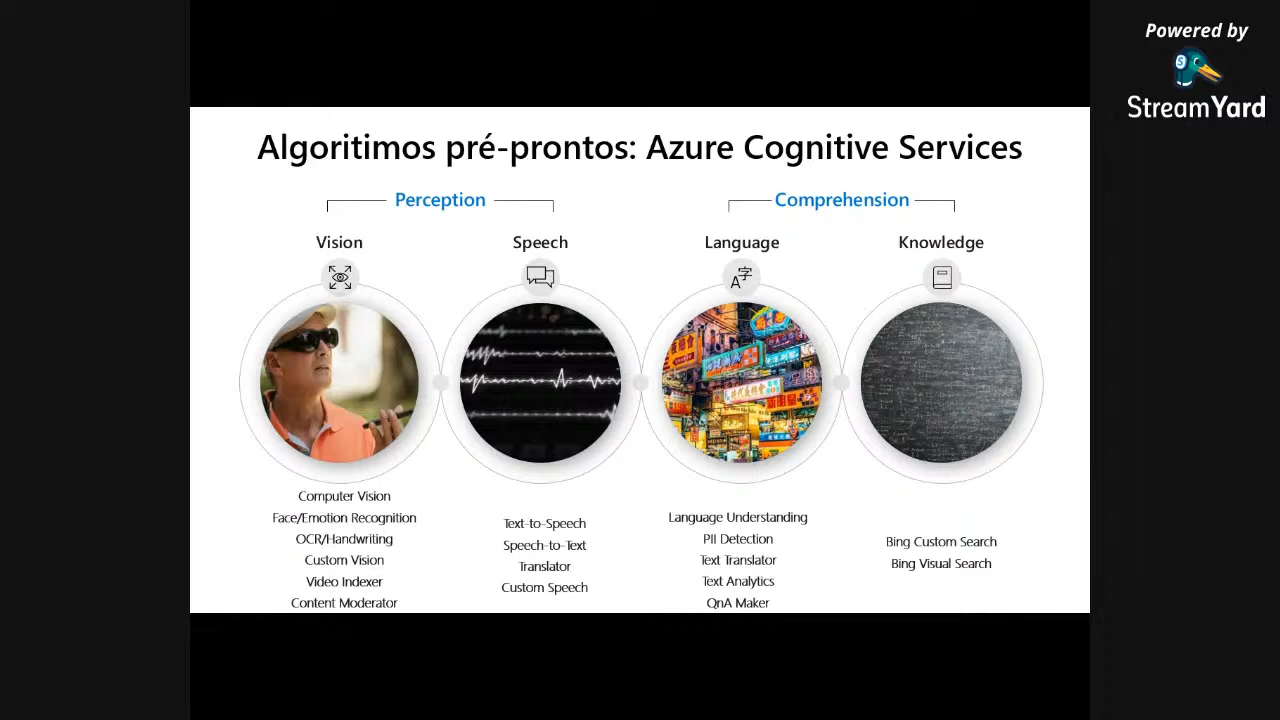 Powered by
StreamYard
Algoritimos pré-prontos: Azure Cognitive Services
Perception
Comprehension
Vision
Speech
Language
Knowledge
Computer Vision
Face/Emotion Recognition
OCR/Handwriting
Custom Vision
Video Indexer
Content Moderator
Text-to-Speech
Speech-to-Text
Translator
Custom Speech
Language Understanding
PII Detection
Text Translator
Text Analytics
QnA Maker
Bing Custom Search
Bing Visual Search